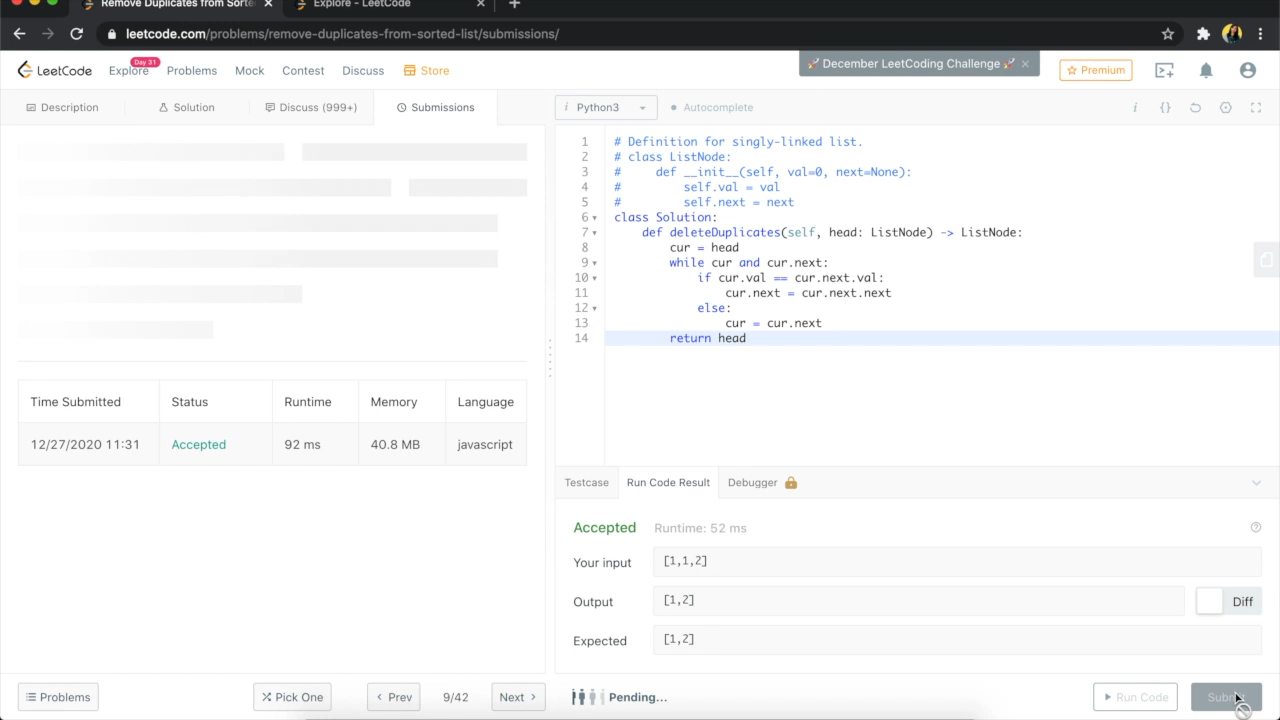 Remove Duplicates from Sorte
Explore - LeetCode
leetcode.com/problems/remove-duplicates-from-sorted-list/submissions/
LeetCode
Explore
Day 31
Problems
Mock
Contest
Discuss
Store
🚀 December LeetCoding Challenge 🚀
Premium
Description
Solution
Discuss (999+)
Submissions
i Python3
Autocomplete
i {}
1 # Definition for singly-linked list.
2 # class ListNode:
3 #     def __init__(self, val=0, next=None):
4 #         self.val = val
5 #         self.next = next
6 class Solution:
7     def deleteDuplicates(self, head: ListNode) -> ListNode:
8         cur = head
9         while cur and cur.next:
10             if cur.val == cur.next.val:
11                 cur.next = cur.next.next
12             else:
13                 cur = cur.next
14         return head
Time Submitted Status Runtime Memory Language
12/27/2020 11:31 Accepted 92 ms 40.8 MB javascript
Testcase
Run Code Result
Debugger
Accepted Runtime: 52 ms
Your input [1,1,2]
Output [1,2]
Diff
Expected [1,2]
Problems
Pick One
Prev
9/42
Next
Pending...
Run Code
Submit